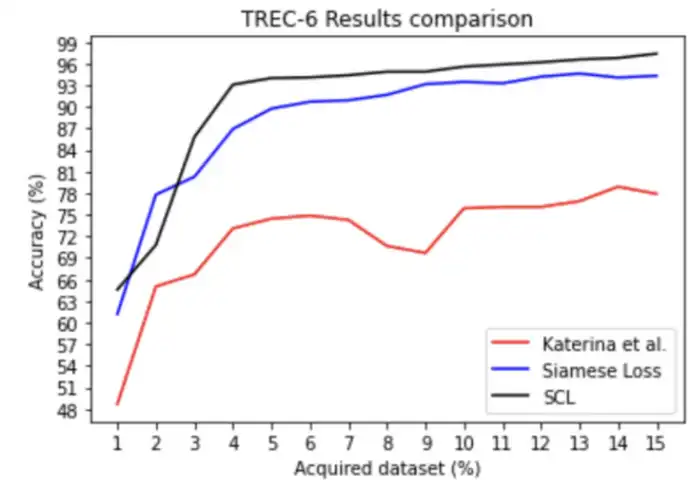 TREC-6 Results comparison
99
96
93
90
87
84
81
78
75
72
69
66
63
60
57
54
51
48
Accuracy (%)
Katerina et al.
Siamese Loss
SCL
1 2 3 4 5 6 7 8 9 10 11 12 13 14 15
Acquired dataset (%)